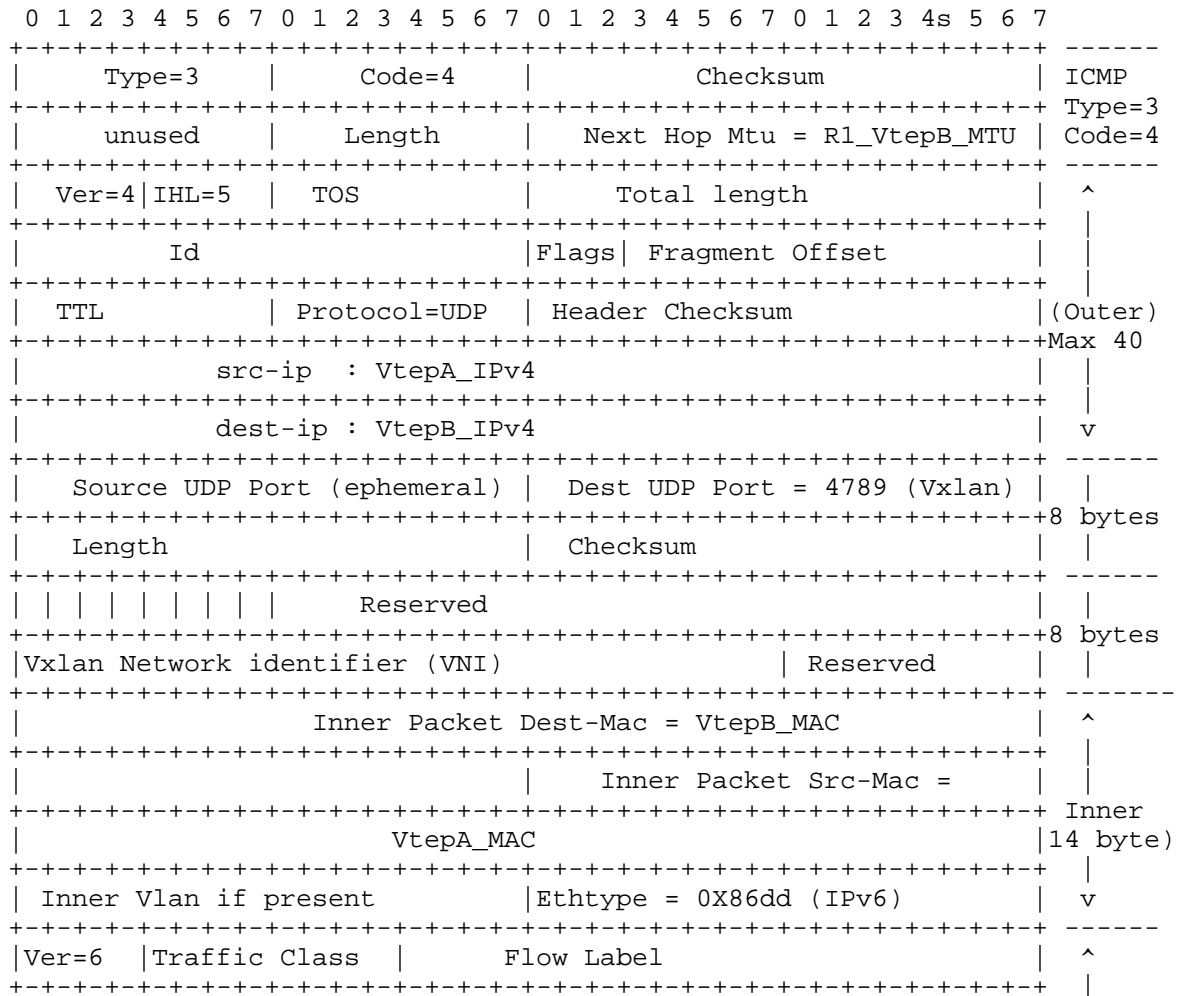 0 1 2 3 4 5 6 7 0 1 2 3 4 5 6 7 0 1 2 3 4 5 6 7 0 1 2 3 4s 5 6 7
+-+-+-+-+-+-+-+-+-+-+-+-+-+-+-+-+-+-+-+-+-+-+-+-+-+-+-+-+-+-+-+-+ ------
|     Type=3    |     Code=4    |          Checksum             | ICMP
+-+-+-+-+-+-+-+-+-+-+-+-+-+-+-+-+-+-+-+-+-+-+-+-+-+-+-+-+-+-+-+-+ Type=3
|     unused    |    Length     |   Next Hop Mtu = R1_VtepB_MTU | Code=4
+-+-+-+-+-+-+-+-+-+-+-+-+-+-+-+-+-+-+-+-+-+-+-+-+-+-+-+-+-+-+-+-+ ------
|  Ver=4|IHL=5  |  TOS          |     Total length              |  ^
+-+-+-+-+-+-+-+-+-+-+-+-+-+-+-+-+-+-+-+-+-+-+-+-+-+-+-+-+-+-+-+-+  |
|         Id                    |Flags| Fragment Offset         |  |
+-+-+-+-+-+-+-+-+-+-+-+-+-+-+-+-+-+-+-+-+-+-+-+-+-+-+-+-+-+-+-+-+  |
|  TTL          | Protocol=UDP  | Header Checksum               |(Outer)
+-+-+-+-+-+-+-+-+-+-+-+-+-+-+-+-+-+-+-+-+-+-+-+-+-+-+-+-+-+-+-+-+Max 40
|            src-ip  : VtepA_IPv4                               |  |
+-+-+-+-+-+-+-+-+-+-+-+-+-+-+-+-+-+-+-+-+-+-+-+-+-+-+-+-+-+-+-+-+  |
|            dest-ip : VtepB_IPv4                               |  v
+-+-+-+-+-+-+-+-+-+-+-+-+-+-+-+-+-+-+-+-+-+-+-+-+-+-+-+-+-+-+-+-+ ------
|   Source UDP Port (ephemeral) |  Dest UDP Port = 4789 (Vxlan) |  |
+-+-+-+-+-+-+-+-+-+-+-+-+-+-+-+-+-+-+-+-+-+-+-+-+-+-+-+-+-+-+-+-+8 bytes
|   Length                      |  Checksum                     |  |
+-+-+-+-+-+-+-+-+-+-+-+-+-+-+-+-+-+-+-+-+-+-+-+-+-+-+-+-+-+-+-+-+ ------
| | | | | | | | |     Reserved                                  |  |
+-+-+-+-+-+-+-+-+-+-+-+-+-+-+-+-+-+-+-+-+-+-+-+-+-+-+-+-+-+-+-+-+8 bytes
|Vxlan Network identifier (VNI)                 | Reserved      |  |
+-+-+-+-+-+-+-+-+-+-+-+-+-+-+-+-+-+-+-+-+-+-+-+-+-+-+-+-+-+-+-+-+ -------
|                  Inner Packet Dest-Mac = VtepB_MAC            |  ^
+-+-+-+-+-+-+-+-+-+-+-+-+-+-+-+-+-+-+-+-+-+-+-+-+-+-+-+-+-+-+-+-+  |
|                               |    Inner Packet Src-Mac =     |  |
+-+-+-+-+-+-+-+-+-+-+-+-+-+-+-+-+-+-+-+-+-+-+-+-+-+-+-+-+-+-+-+-+ Inner
|                       VtepA_MAC                               |14 byte)
+-+-+-+-+-+-+-+-+-+-+-+-+-+-+-+-+-+-+-+-+-+-+-+-+-+-+-+-+-+-+-+-+  |
| Inner Vlan if present         |Ethtype = 0X86dd (IPv6)        |  v
+-+-+-+-+-+-+-+-+-+-+-+-+-+-+-+-+-+-+-+-+-+-+-+-+-+-+-+-+-+-+-+-+ ------
|Ver=6  |Traffic Class  |      Flow Label                       |  ^
+-+-+-+-+-+-+-+-+-+-+-+-+-+-+-+-+-+-+-+-+-+-+-+-+-+-+-+-+-+-+-+-+  |